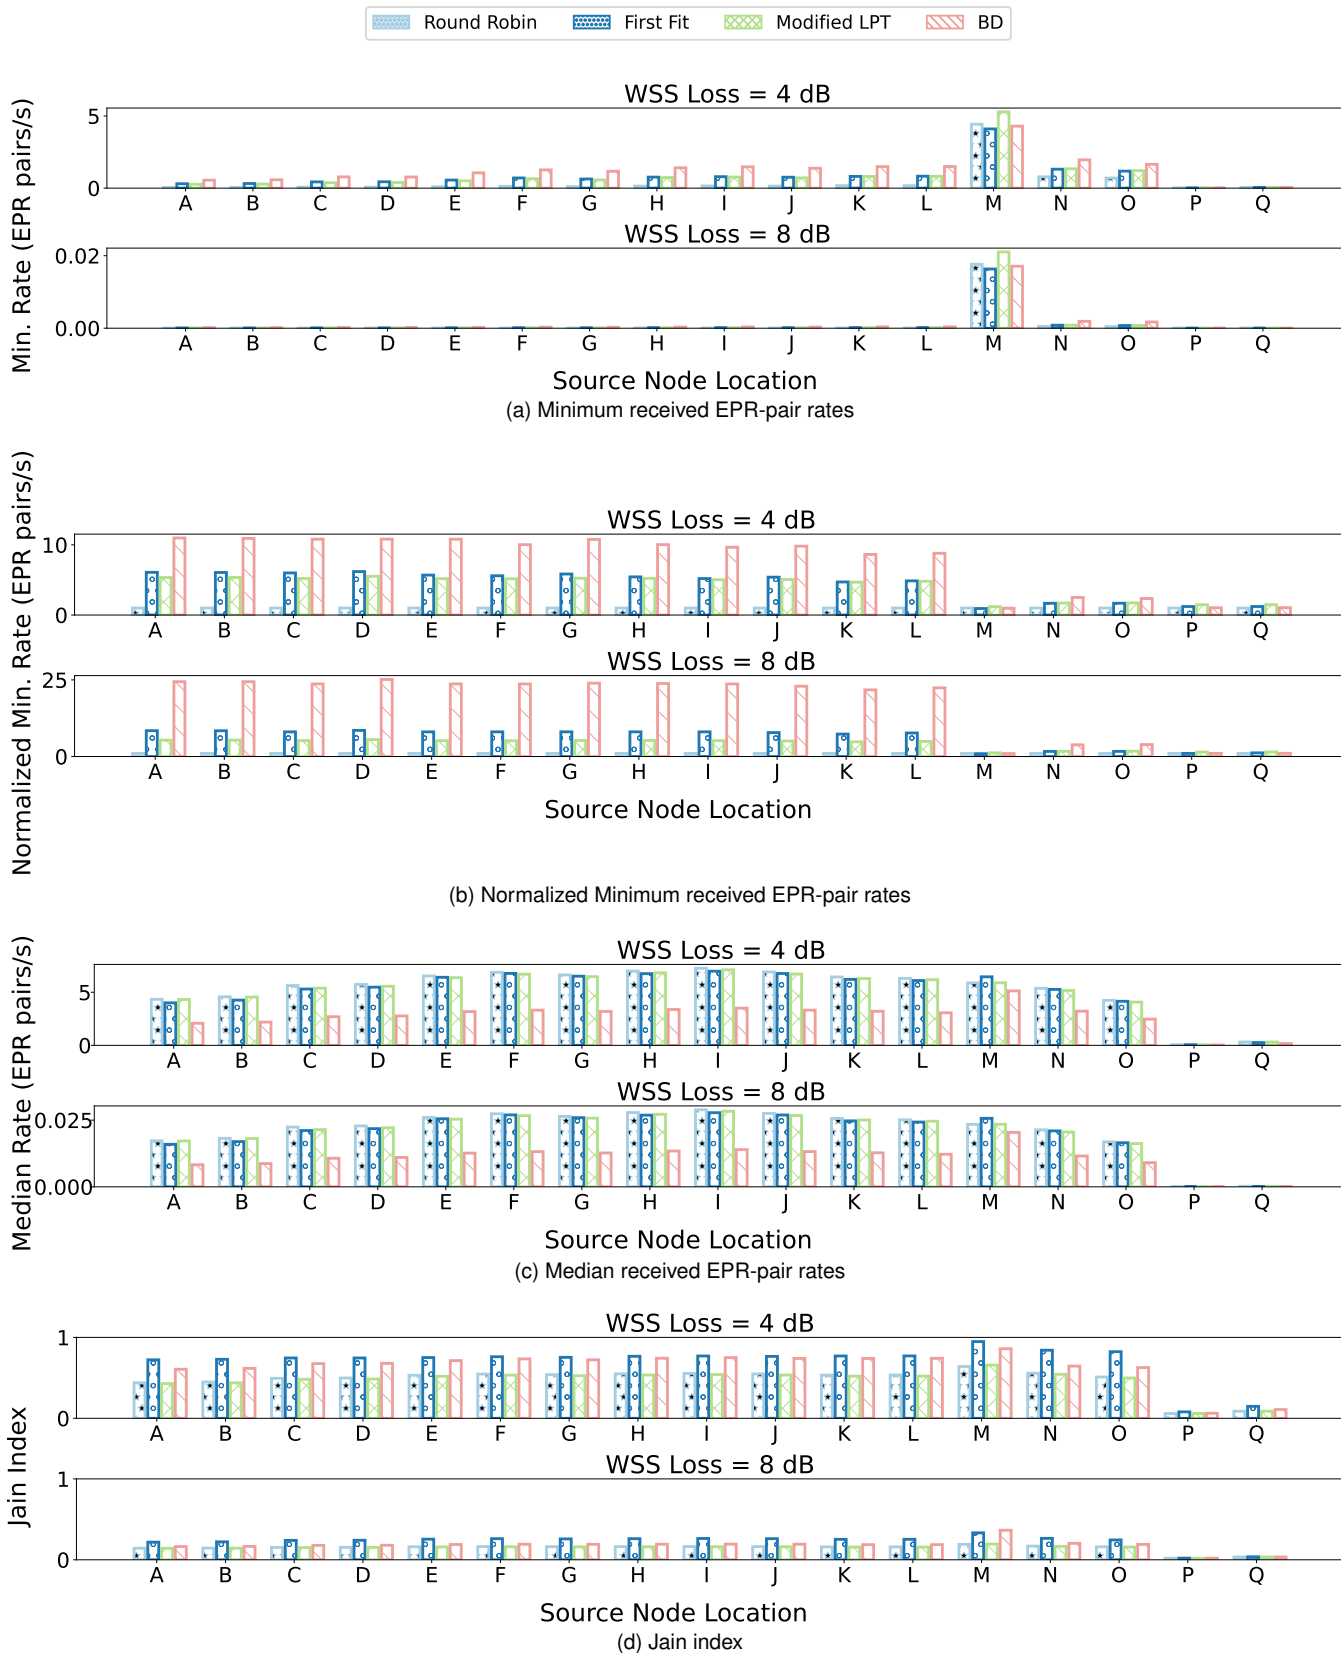 Round Robin First Fit Modified LPT BD
Min. Rate (EPR pairs/s)
WSS Loss = 4 dB
5
0
A B C D E F G H I J K L M N O P Q
WSS Loss = 8 dB
0.02
0.00
A B C D E F G H I J K L M N O P Q
Source Node Location
(a) Minimum received EPR-pair rates
Normalized Min. Rate (EPR pairs/s)
WSS Loss = 4 dB
10
0
A B C D E F G H I J K L M N O P Q
WSS Loss = 8 dB
25
0
A B C D E F G H I J K L M N O P Q
Source Node Location
(b) Normalized Minimum received EPR-pair rates
Median Rate (EPR pairs/s)
WSS Loss = 4 dB
5
0
A B C D E F G H I J K L M N O P Q
WSS Loss = 8 dB
0.025
0.000
A B C D E F G H I J K L M N O P Q
Source Node Location
(c) Median received EPR-pair rates
Jain Index
WSS Loss = 4 dB
1
0
A B C D E F G H I J K L M N O P Q
WSS Loss = 8 dB
1
0
A B C D E F G H I J K L M N O P Q
Source Node Location
(d) Jain index